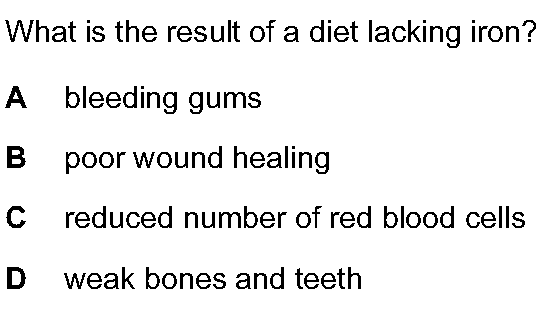 What is the result of a diet lacking iron?
A bleeding gums
B poor wound healing
C reduced number of red blood cells
D weak bones and teeth